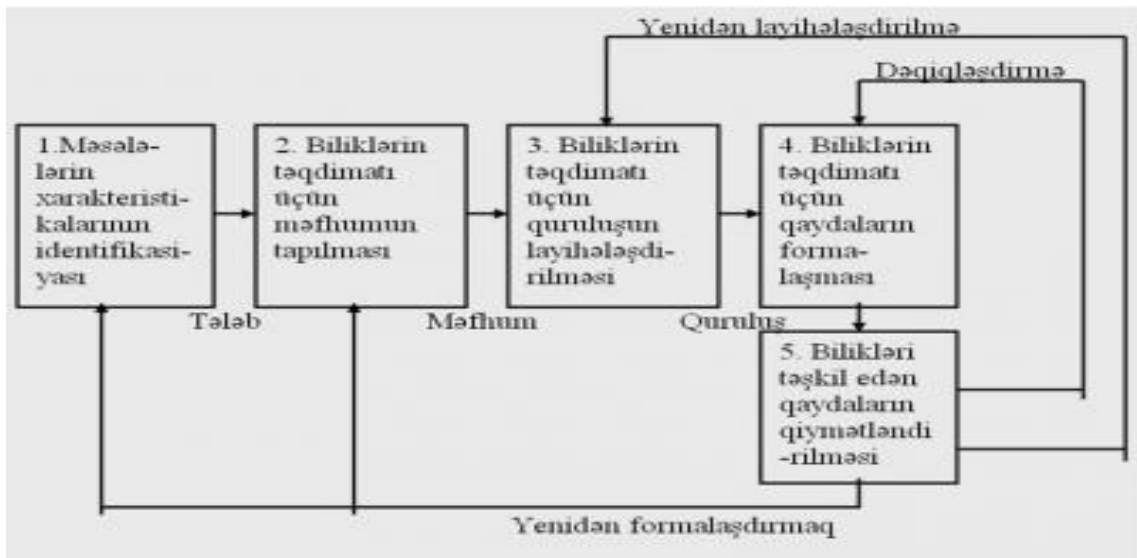 Yenidən layihələşdirilmə
Dəqiqləşdirmə
1.Məsələ-
lərin
xarakteristi-
kalarının
identifikasi-
yası
2. Biliklərin
təqdimatı
üçün
məfhumun
tapılması
3. Biliklərin
təqdimatı
üçün
quruluşun
layihələşdi-
rilməsi
4. Biliklərin
təqdimatı
üçün
qaydaların
forma-
laşması
Tələb
Məfhum
Quruluş
5. Bilikləri
təşkil edən
qaydaların
qiymətləndi
-rilməsi
Yenidən formalaşdırmaq